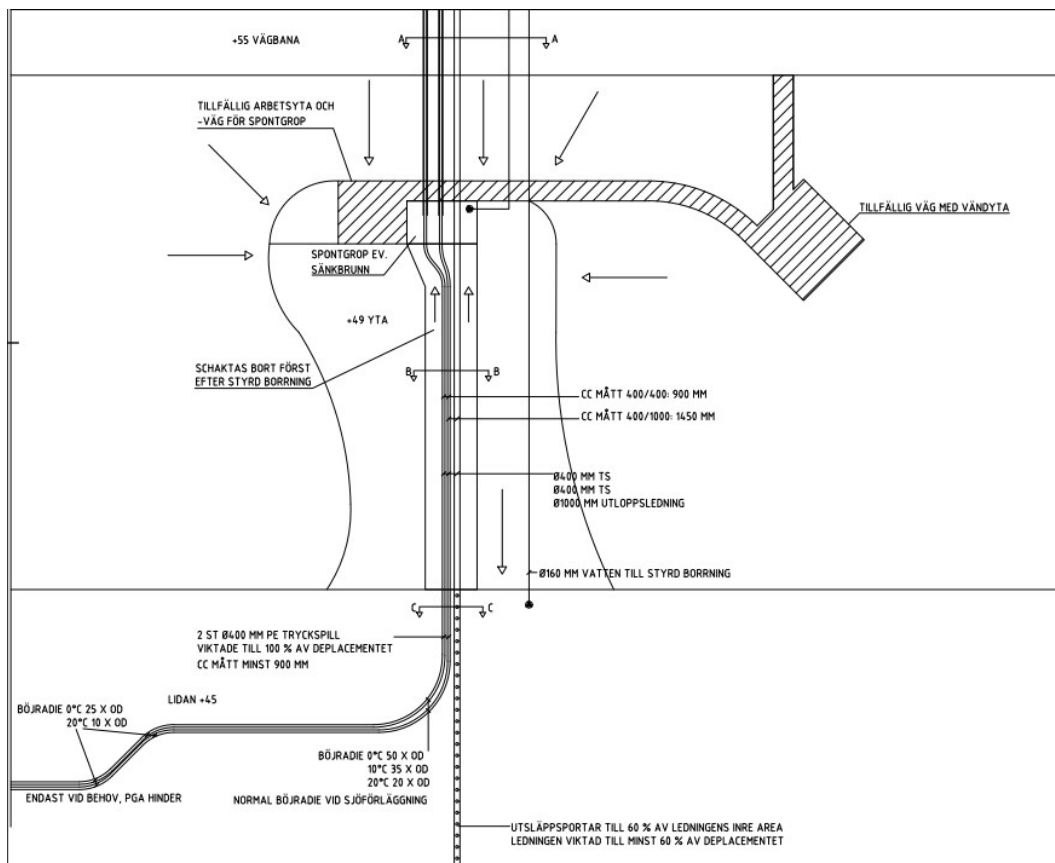 +55 VÄGBANA
A
A
TILLFÄLLIG ARBETSYTA OCH
-VÄG FÖR SPONTGROP
TILLFÄLLIG VÄG MED VÄNDYTA
SPONTGROP EV.
SÄNKBRUNN
+49 YTA
SCHAKTAS BORT FÖRST
EFTER STYRD BORRNING
B
B
CC MÅTT 400/400: 900 MM
CC MÅTT 400/1000: 1450 MM
Ø400 MM TS
Ø400 MM TS
Ø1000 MM UTLOPPSLEDNING
Ø160 MM VATTEN TILL STYRD BORRNING
C
C
2 ST Ø400 MM PE TRYCKSPILL
VIKTADE TILL 100 % AV DEPLACEMENTET
CC MÅTT MINST 900 MM
LIDAN +45
BÖJRADIE 0°C 25 X OD
20°C 10 X OD
BÖJRADIE 0°C 50 X OD
10°C 35 X OD
20°C 20 X OD
ENDAST VID BEHOV, PGA HINDER
NORMAL BÖJRADIE VID SJÖFÖRLÄGGNING
UTSLÄPPSPORTAR TILL 60 % AV LEDNINGENS INRE AREA
LEDNINGEN VIKTAD TILL MINST 60 % AV DEPLACEMENTET